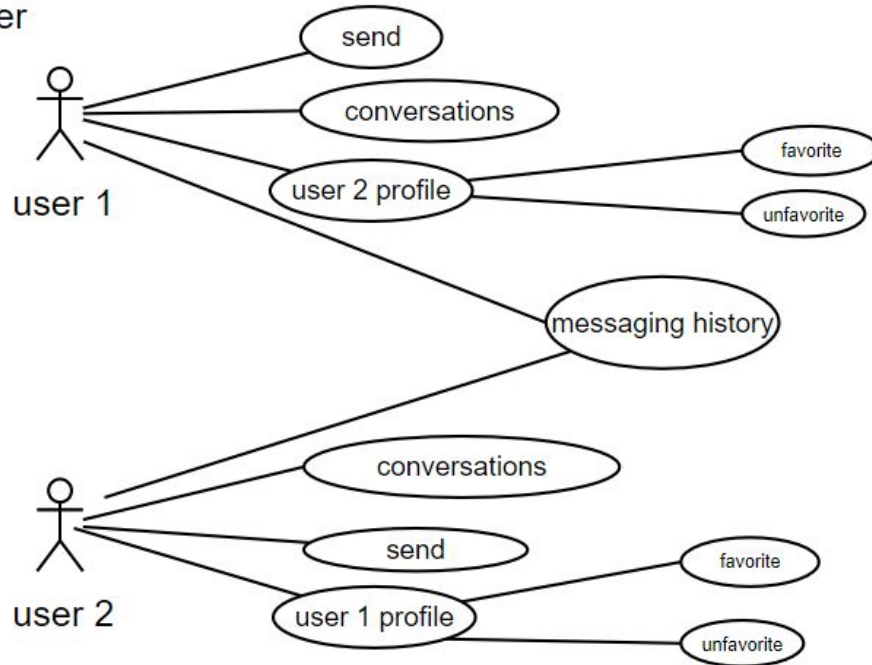 er
send
conversations
favorite
user 2 profile
user 1
unfavorite
messaging history
conversations
send
favorite
user 2
user 1 profile
unfavorite